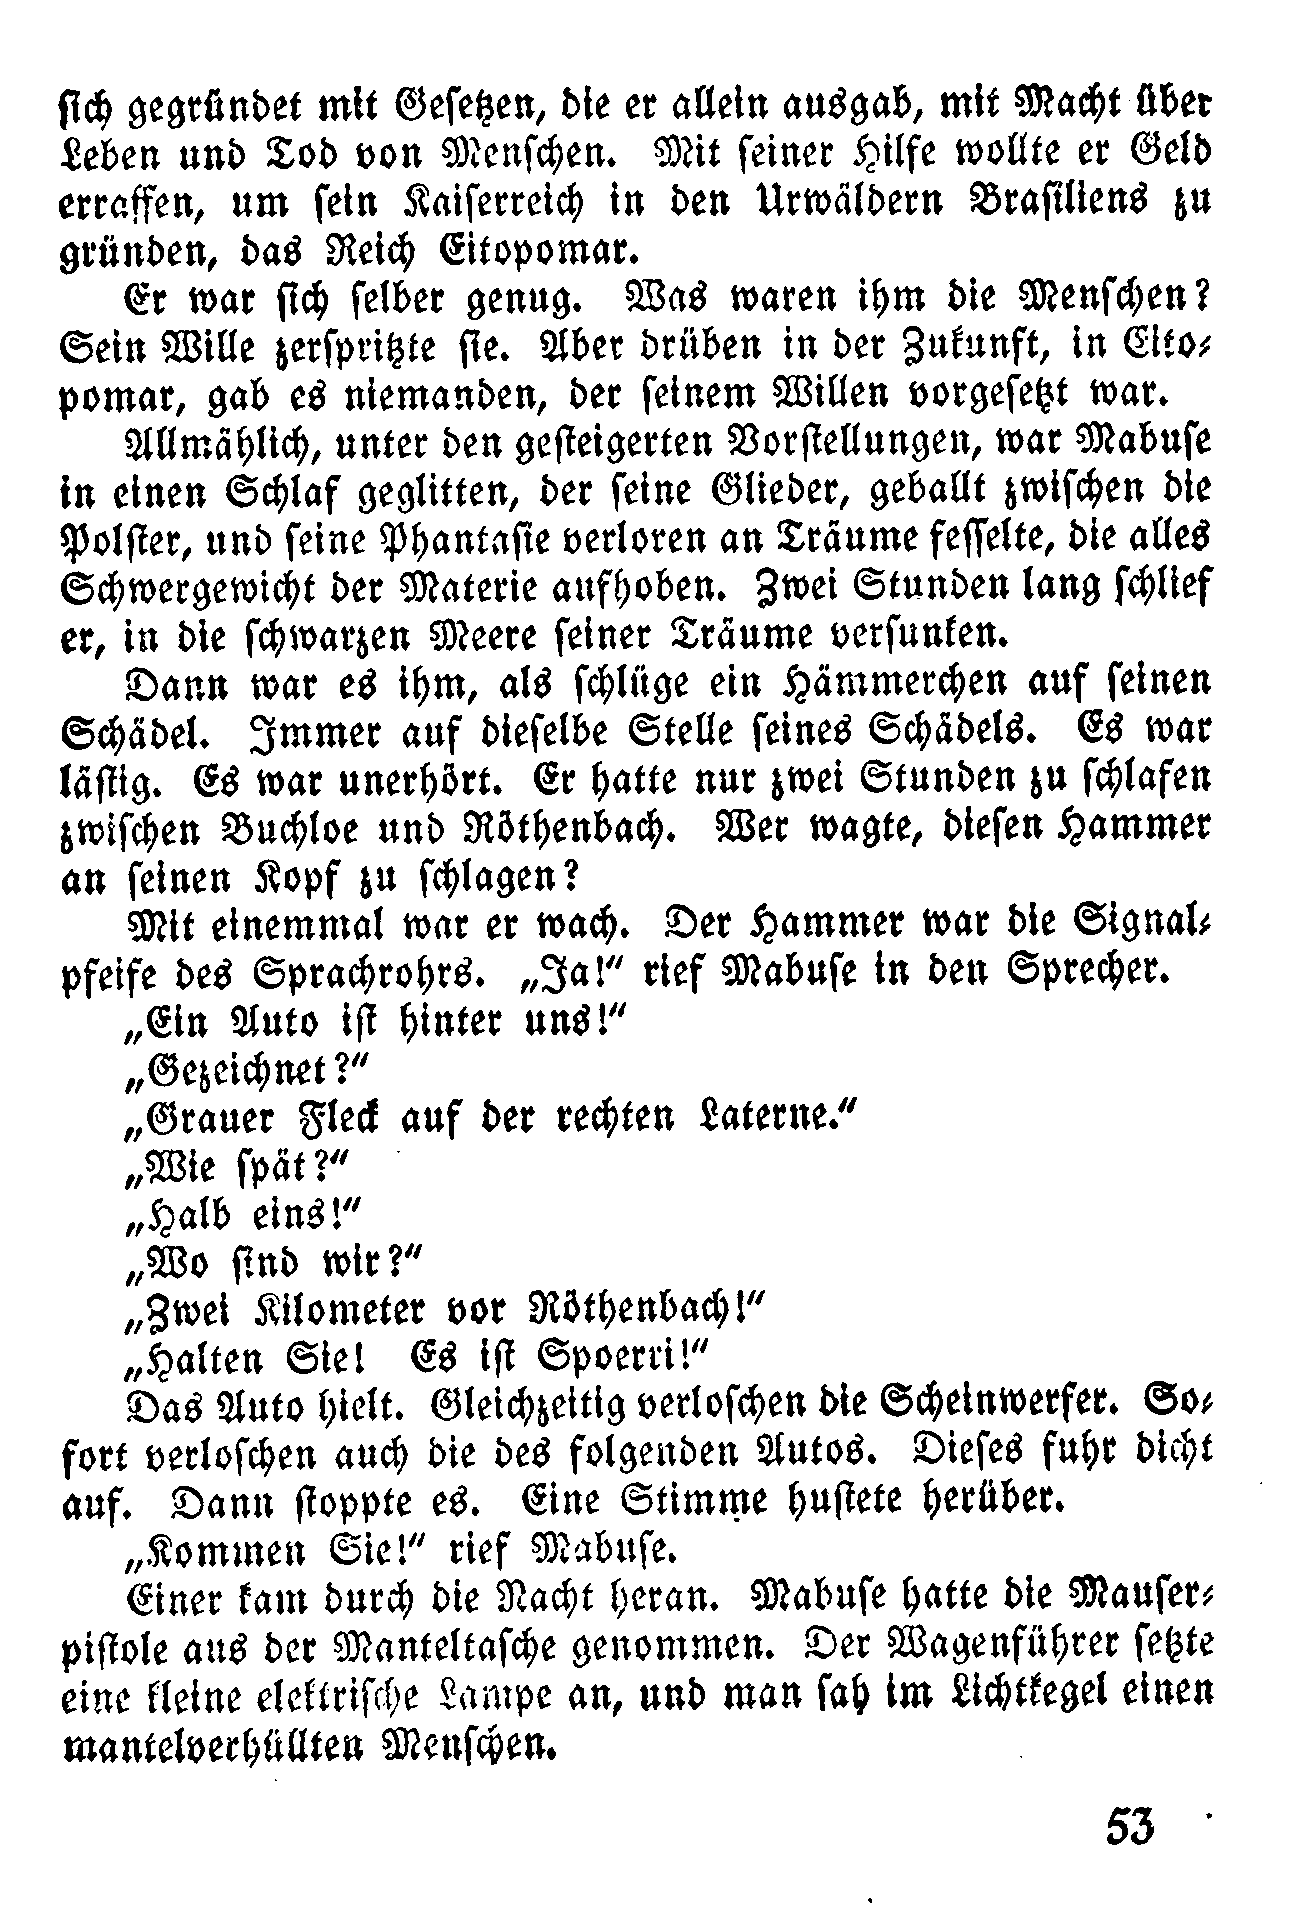 sich gegründet mit Gesetzen, die er allein ausgab, mit Macht über
Leben und Tod von Menschen. Mit seiner Hilfe wollte er Geld
erraffen, um sein Kaiserreich in den Urwäldern Brasiliens zu
gründen, das Reich Eitopomar.
Er war sich selber genug. Was waren ihm die Menschen?
Sein Wille zerspritzte sie. Aber drüben in der Zukunft, in Eito-
pomar, gab es niemanden, der seinem Willen vorgesetzt war.
Allmählich, unter den gesteigerten Vorstellungen, war Mabuse
in einen Schlaf geglitten, der seine Glieder, geballt zwischen die
Polster, und seine Phantasie verloren an Träume fesselte, die alles
Schwergewicht der Materie aufhoben. Zwei Stunden lang schlief
er, in die schwarzen Meere seiner Träume versunken.
Dann war es ihm, als schlüge ein Hämmerchen auf seinen
Schädel. Immer auf dieselbe Stelle seines Schädels. Es war
lästig. Es war unerhört. Er hatte nur zwei Stunden zu schlafen
zwischen Buchloe und Röthenbach. Wer wagte, diesen Hammer
an seinen Kopf zu schlagen?
Mit einemmal war er wach. Der Hammer war die Signal-
pfeife des Sprachrohrs. „Ja!“ rief Mabuse in den Sprecher.
„Ein Auto ist hinter uns!“
„Gezeichnet?“
„Grauer Fleck auf der rechten Laterne.“
„Wie spät?“
„Halb eins!“
„Wo sind wir?“
„Zwei Kilometer vor Röthenbach!“
„Halten Sie! Es ist Spoerri!“
Das Auto hielt. Gleichzeitig verloschen die Scheinwerfer. So-
fort verloschen auch die des folgenden Autos. Dieses fuhr dicht
auf. Dann stoppte es. Eine Stimme hustete herüber.
„Kommen Sie!“ rief Mabuse.
Einer kam durch die Nacht heran. Mabuse hatte die Mauser-
pistole aus der Manteltasche genommen. Der Wagenführer setzte
eine kleine elektrische Lampe an, und man sah im Lichtkegel einen
mantelverhüllten Menschen.
53